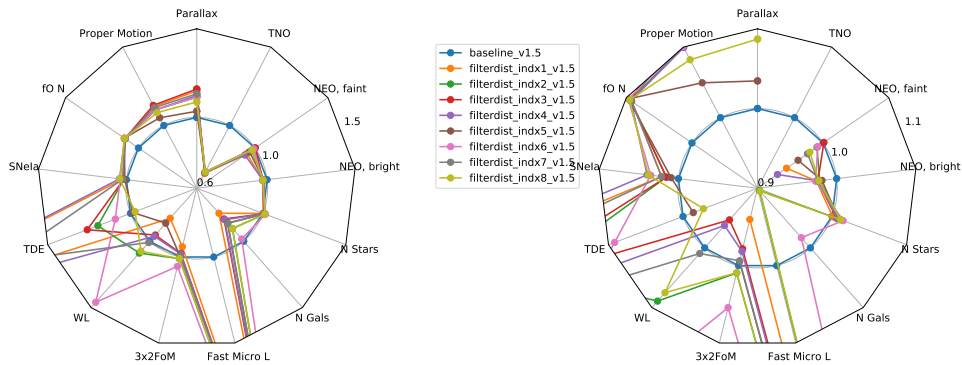 Parallax
TNO
NEO, faint
NEO, bright
N Stars
N Gals
Fast Micro L
3x2FoM
WL
TDE
SNeIa
fO N
Proper Motion
0.6
1.0
1.5
baseline_v1.5
filterdist_indx1_v1.5
filterdist_indx2_v1.5
filterdist_indx3_v1.5
filterdist_indx4_v1.5
filterdist_indx5_v1.5
filterdist_indx6_v1.5
filterdist_indx7_v1.5
filterdist_indx8_v1.5
Parallax
TNO
NEO, faint
NEO, bright
N Stars
N Gals
Fast Micro L
3x2FoM
WL
TDE
SNeIa
fO N
Proper Motion
0.9
1.0
1.1